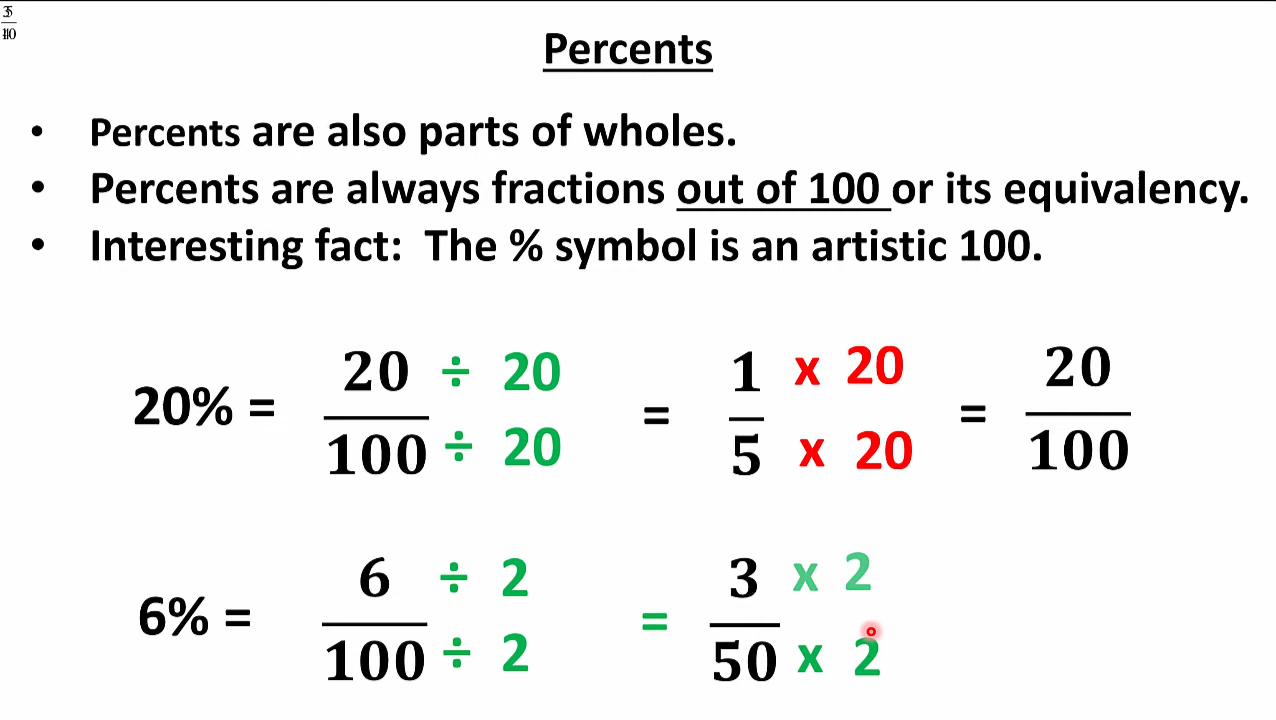 Percents
• Percents are also parts of wholes.
• Percents are always fractions out of 100 or its equivalency.
• Interesting fact: The % symbol is an artistic 100.
20% = 20/100 ÷ 20 / ÷ 20 = 1/5 x 20 / x 20 = 20/100
6% = 6/100 ÷ 2 / ÷ 2 = 3/50 x 2 / x 2